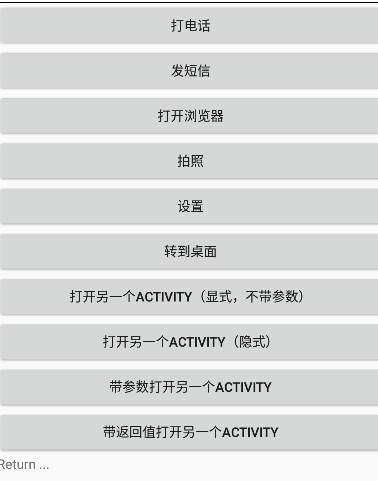 打电话
发短信
打开浏览器
拍照
设置
转到桌面
打开另一个ACTIVITY（显式，不带参数）
打开另一个ACTIVITY（隐式）
带参数打开另一个ACTIVITY
带返回值打开另一个ACTIVITY
Return ...